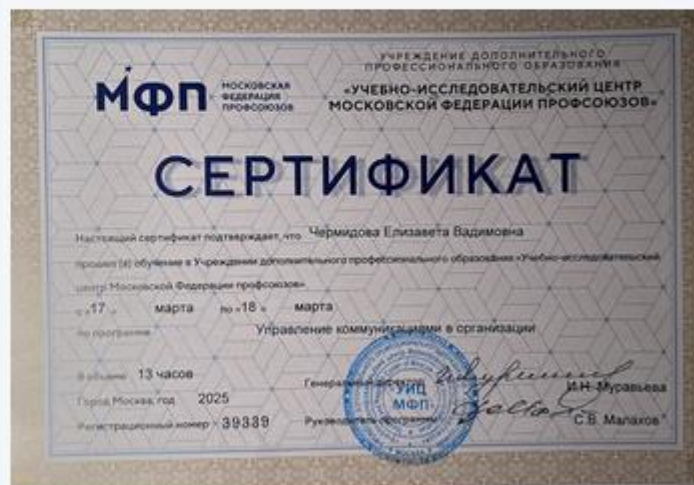 МФП
МОСКОВСКАЯ
ФЕДЕРАЦИЯ
ПРОФСОЮЗОВ
УЧРЕЖДЕНИЕ ДОПОЛНИТЕЛЬНОГО
ПРОФЕССИОНАЛЬНОГО ОБРАЗОВАНИЯ
«УЧЕБНО-ИССЛЕДОВАТЕЛЬСКИЙ ЦЕНТР
МОСКОВСКОЙ ФЕДЕРАЦИИ ПРОФСОЮЗОВ»
СЕРТИФИКАТ
Настоящий сертификат подтверждает, что Чермидова Елизавета Вадимовна
прошел (а) обучение в Учреждении дополнительного профессионального образования «Учебно-исследовательский
центр Московской Федерации профсоюзов»
с «17» марта по «18» марта
по программе Управление коммуникациями в организации
В объеме 13 часов
Генеральный директор И.Н. Муравьева
Город Москва, год 2025
Регистрационный номер 39339
Руководитель программы С.В. Малахов
УИЦ
МФП